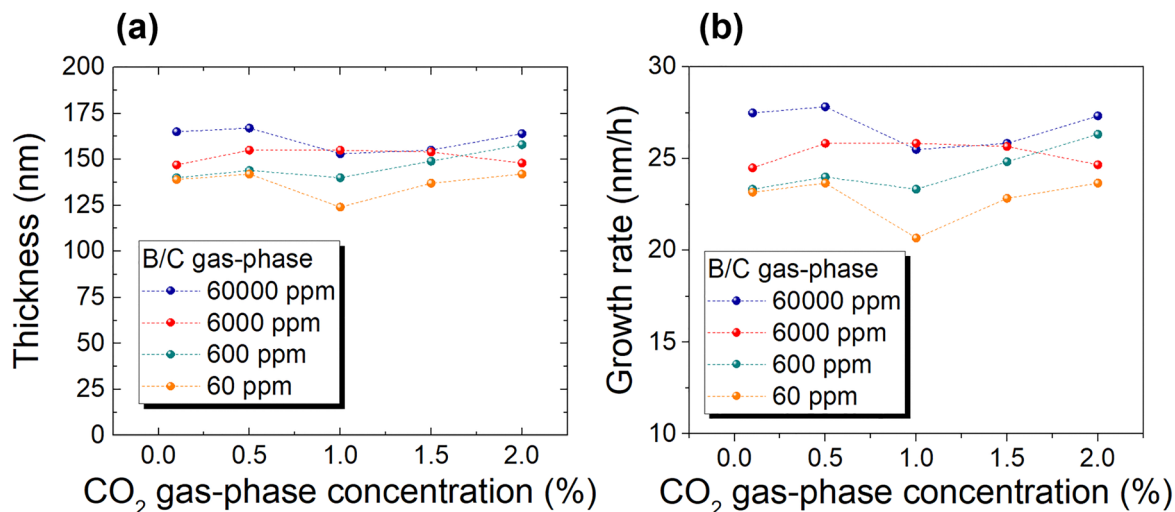 (a)
200
175
150
125
100
75
50
25
0
Thickness (nm)
B/C gas-phase
60000 ppm
6000 ppm
600 ppm
60 ppm
0.0 0.5 1.0 1.5 2.0
CO₂ gas-phase concentration (%)
(b)
30
25
20
15
10
Growth rate (nm/h)
B/C gas-phase
60000 ppm
6000 ppm
600 ppm
60 ppm
0.0 0.5 1.0 1.5 2.0
CO₂ gas-phase concentration (%)